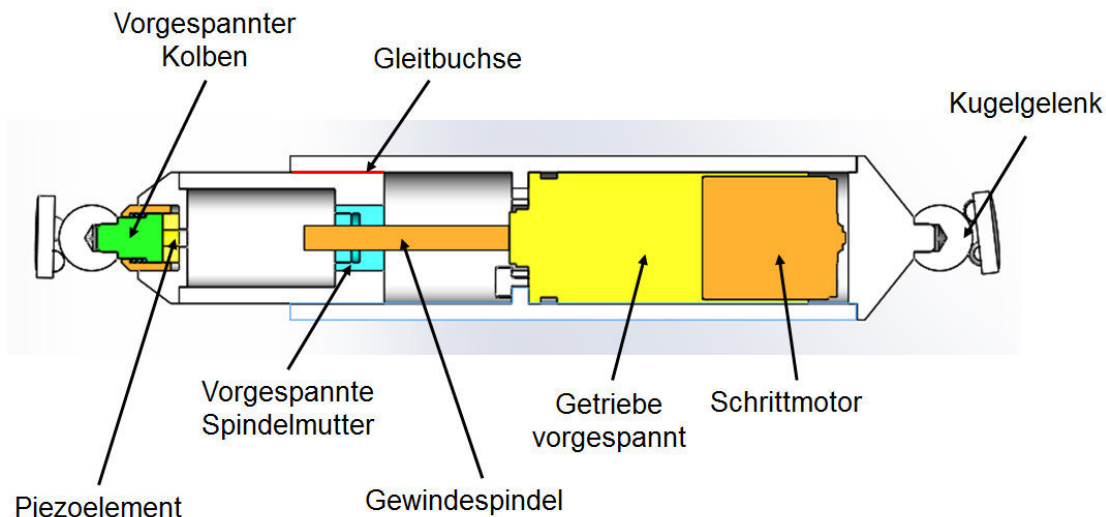 Vorgespannter
Kolben
Gleitbuchse
Kugelgelenk
Vorgespannte
Spindelmutter
Getriebe
vorgespannt
Schrittmotor
Piezoelement
Gewindespindel